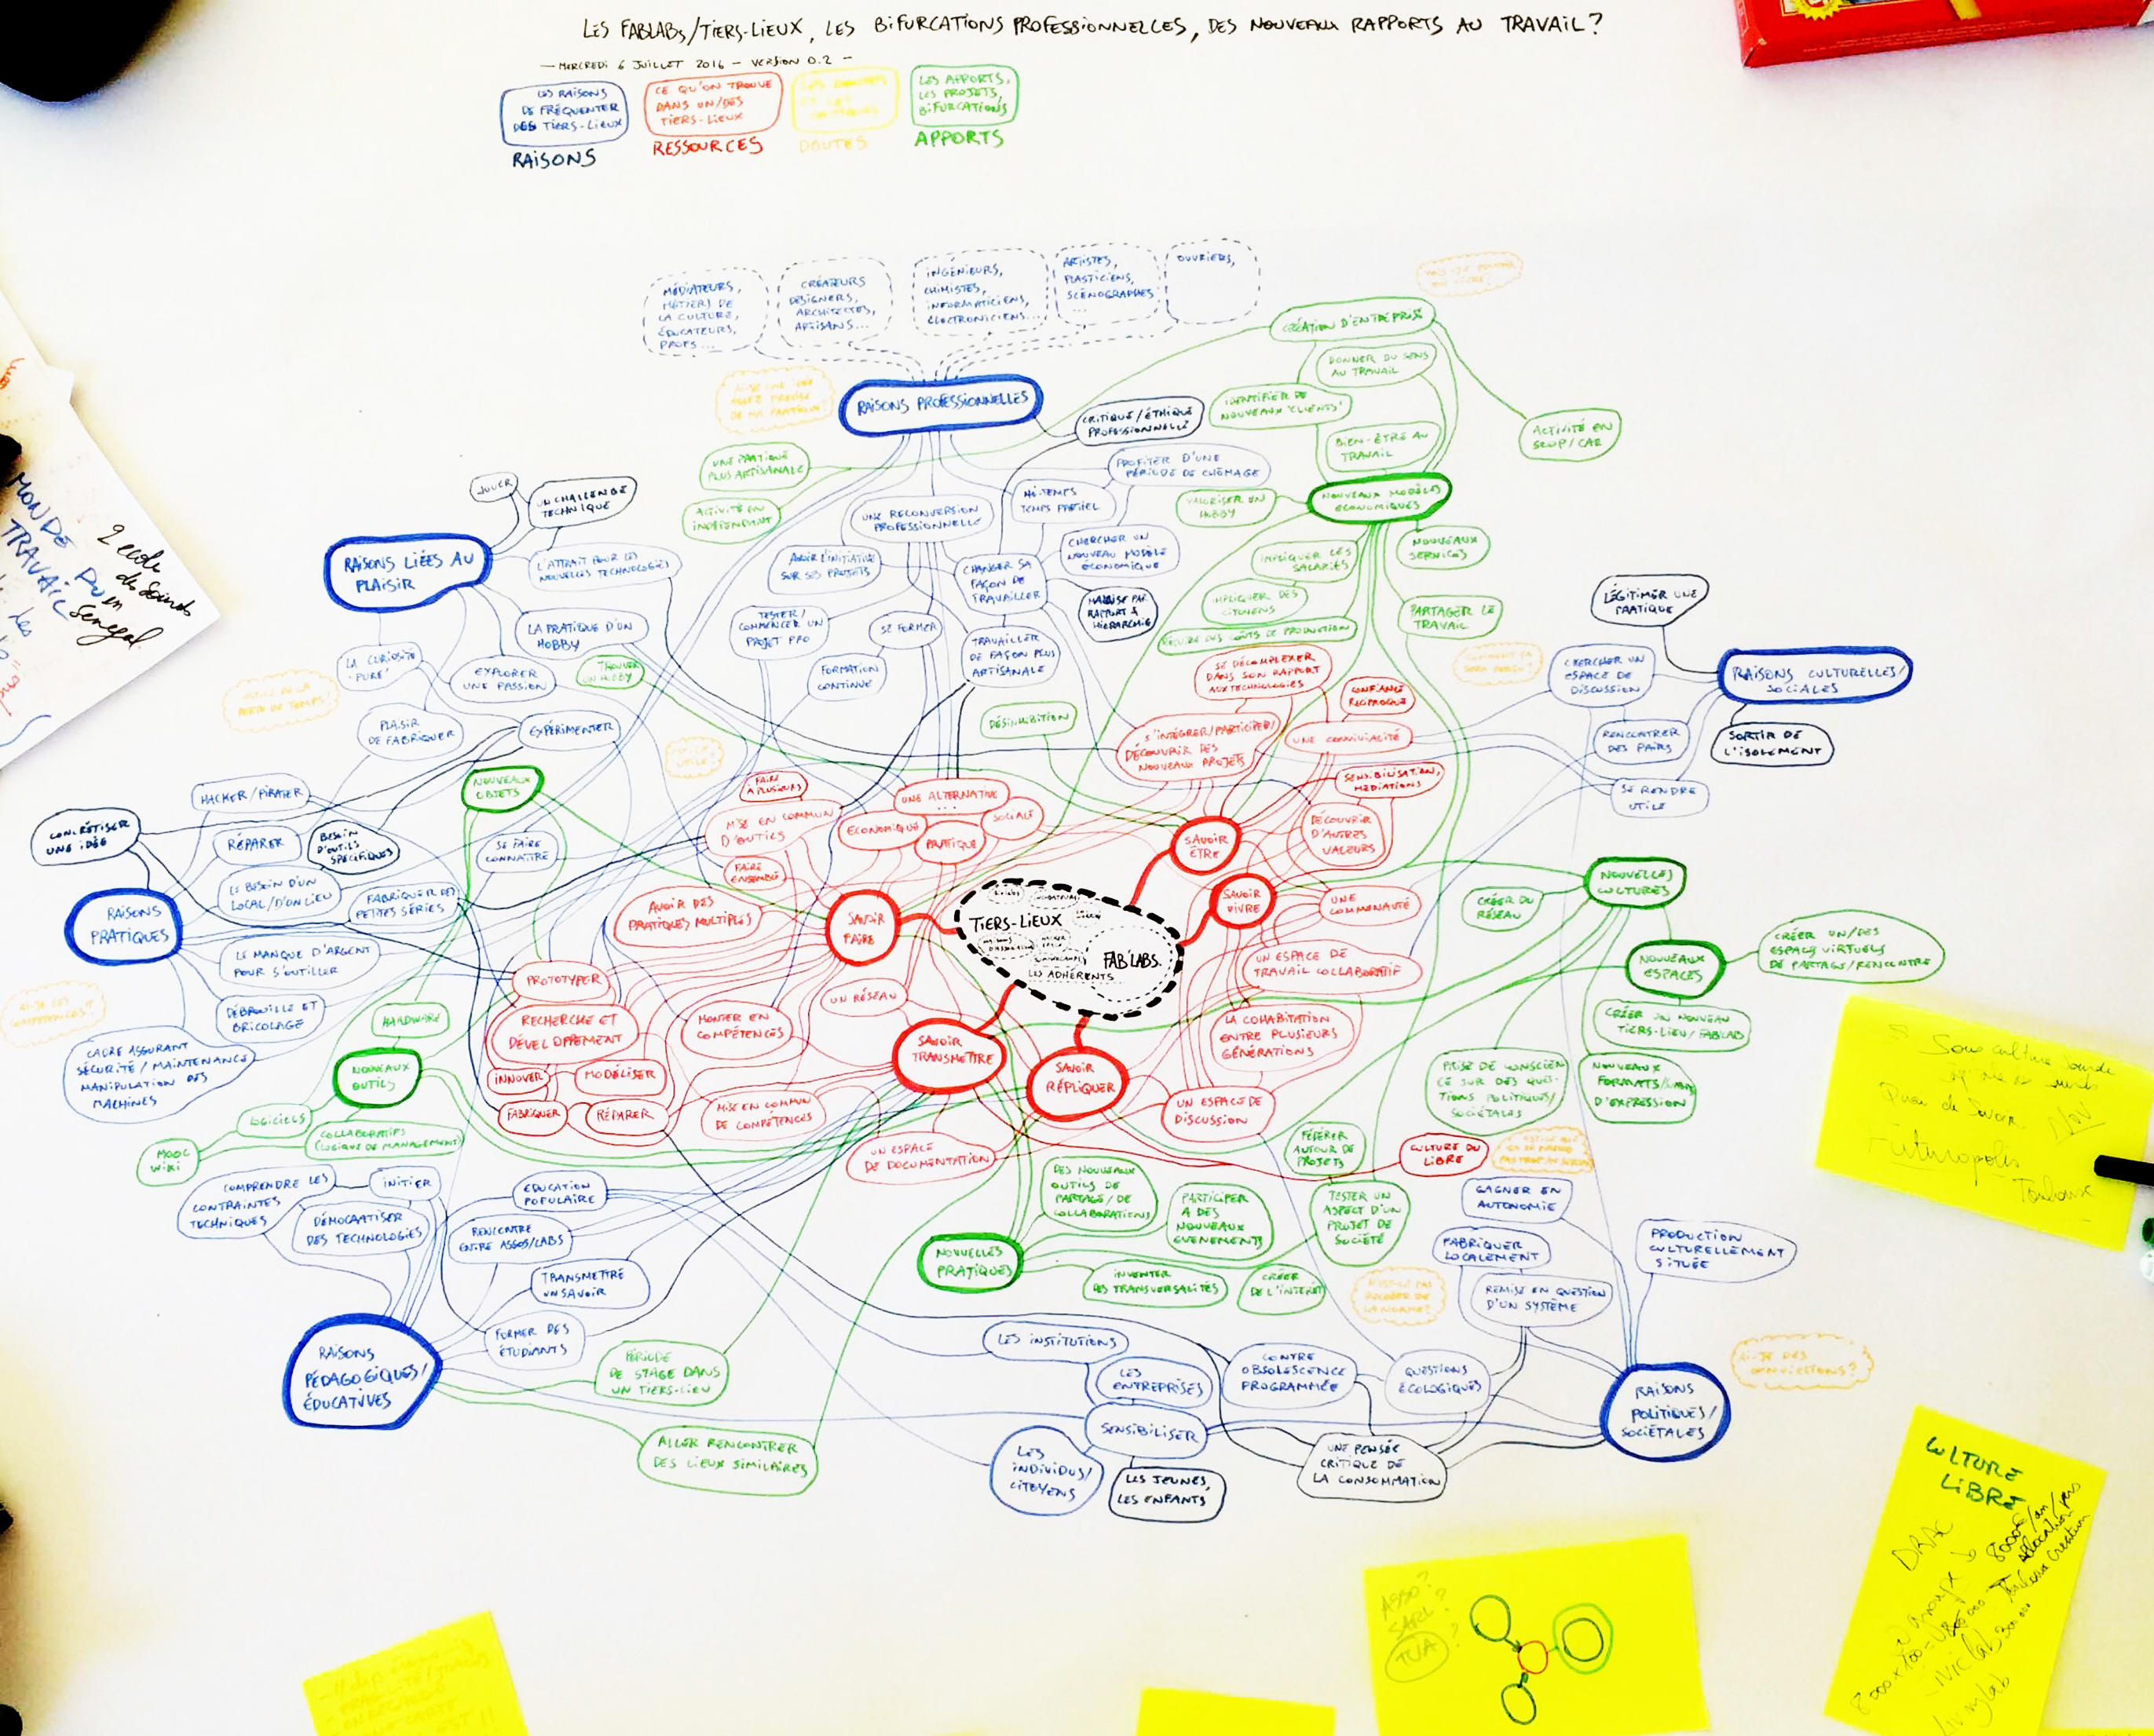 LES FABLABS/TIERS-LIEUX, LES BIFURCATIONS PROFESSIONNELLES, DES NOUVEAUX RAPPORTS AU TRAVAIL?
— MERCREDI 6 JUILLET 2016 — VERSION 0.2 —
LES RAISONS
DE FRÉQUENTER
DES TIERS-LIEUX
RAISONS
CE QU'ON TROUVE
DANS UN/DES
TIERS-LIEUX
RESSOURCES
LES DOUTES
DOUTES
LES APPORTS,
LES PROJETS,
BIFURCATIONS
APPORTS
MÉDIATEURS,
MÉTIERS DE
LA CULTURE,
ÉDUCATEURS,
PROFS...
CRÉATEURS
DESIGNERS,
ARCHITECTES,
ARTISANS...
INGÉNIEURS,
CHIMISTES,
INFORMATICIENS,
ÉLECTRONICIENS...
ARTISTES,
PLASTICIENS,
SCÉNOGRAPHES
...
OUVRIERS,
CRÉATION D'ENTREPRISE
DONNER DU SENS
AU TRAVAIL
IDENTIFIER DE
NOUVEAUX 'CLIENTS'
BIEN-ÊTRE AU
TRAVAIL
ACTIVITÉ EN
SCOP/CAE
RAISONS PROFESSIONNELLES
CRITIQUE/ÉTHIQUE
PROFESSIONNELLE
PROFITER D'UNE
PÉRIODE DE CHÔMAGE
UNE PRATIQUE
PLUS ARTISANALE
ACTIVITÉ EN
INDÉPENDANT
UNE RECONVERSION
PROFESSIONNELLE
MI-TEMPS
TEMPS PARTIEL
VALORISER UN
HOBBY
NOUVEAUX MODÈLES
ÉCONOMIQUES
NOUVEAUX
SERVICES
JOUER
UN CHALLENGE
TECHNIQUE
RAISONS LIÉES AU
PLAISIR
L'ATTRAIT POUR LES
NOUVELLES TECHNOLOGIES
AVOIR L'INITIATIVE
SUR SES PROJETS
CHANGER SA
FAÇON DE
TRAVAILLER
CHERCHER UN
NOUVEAU MODÈLE
ÉCONOMIQUE
MALAISE PAR
RAPPORT À
HIÉRARCHIE
IMPLIQUER LES
SALARIÉS
IMPLIQUER DES
CITOYENS
RÉDUIRE DES COÛTS DE PRODUCTION
PARTAGER LE
TRAVAIL
LA PRATIQUE D'UN
HOBBY
TROUVER
UN HOBBY
TESTER/
COMMENCER UN
PROJET PRO
SE FORMER
FORMATION
CONTINUE
TRAVAILLER
DE FAÇON PLUS
ARTISANALE
LÉGITIMER UNE
PRATIQUE
CHERCHER UN
ESPACE DE
DISCUSSION
RAISONS CULTURELLES/
SOCIALES
RENCONTRER
DES PAIRS
SORTIR DE
L'ISOLEMENT
SE RENDRE
UTILE
LA CURIOSITÉ
'PURE'
EXPLORER
UNE PASSION
PLAISIR
DE FABRIQUER
EXPÉRIMENTER
DÉSINHIBITION
SE DÉCOMPLEXER
DANS SON RAPPORT
AUX TECHNOLOGIES
CONFIANCE
RÉCIPROQUE
S'INTÉGRER/PARTICIPER/
DÉCOUVRIR DES
NOUVEAUX PROJETS
UNE CONVIVIALITÉ
SENSIBILISATION,
MÉDIATIONS
DÉCOUVRIR
D'AUTRES
VALEURS
NOUVEAUX
OBJETS
HACKER/PIRATER
CONCRÉTISER
UNE IDÉE
RÉPARER
BESOIN
D'OUTILS
SPÉCIFIQUES
SE FAIRE
CONNAÎTRE
LE BESOIN D'UN
LOCAL/D'UN LIEU
FABRIQUER DES
PETITES SÉRIES
RAISONS
PRATIQUES
LE MANQUE D'ARGENT
POUR S'OUTILLER
DÉBROUILLE ET
BRICOLAGE
CADRE ASSURANT
SÉCURITÉ/MAINTENANCE
MANIPULATION DES
MACHINES
FAIRE
À PLUSIEURS
MISE EN COMMUN
D'OUTILS
FAIRE
ENSEMBLE
UNE ALTERNATIVE
...
ÉCONOMIQUE
SOCIALE
PRATIQUE
AVOIR DES
PRATIQUES MULTIPLES
SAVOIR
FAIRE
SAVOIR
ÊTRE
SAVOIR
VIVRE
TIERS-LIEUX
FAB'LABS.
LES ADHÉRENTS
UNE
COMMUNAUTÉ
UN ESPACE DE
TRAVAIL COLLABORATIF
LA COHABITATION
ENTRE PLUSIEURS
GÉNÉRATIONS
UN ESPACE DE
DISCUSSION
UN RÉSEAU
SAVOIR
TRANSMETTRE
SAVOIR
RÉPLIQUER
PROTOTYPER
RECHERCHE ET
DÉVELOPPEMENT
INNOVER
MODÉLISER
FABRIQUER
RÉPARER
MONTER EN
COMPÉTENCES
MISE EN COMMUN
DE COMPÉTENCES
UN ESPACE
DE DOCUMENTATION
CULTURE DU
LIBRE
NOUVELLES
CULTURES
CRÉER DU
RÉSEAU
NOUVEAUX
ESPACES
CRÉER UN/DES
ESPACES VIRTUELS
DE PARTAGE/RENCONTRE
CRÉER UN NOUVEAU
TIERS-LIEU/FABLAB
PRISE DE CONSCIEN
CE SUR DES QUES-
TIONS POLITIQUES/
SOCIÉTALES
NOUVEAUX
FORMATS
D'EXPRESSION
HARDWARE
NOUVEAUX
OUTILS
LOGICIELS
COLLABORATIFS
(LOGIQUE DE MANAGEMENT)
MOOC
WIKI
COMPRENDRE LES
CONTRAINTES
TECHNIQUES
INITIER
DÉMOCRATISER
DES TECHNOLOGIES
ÉDUCATION
POPULAIRE
RENCONTRE
ENTRE ASSOS/LABS
TRANSMETTRE
UN SAVOIR
FORMER DES
ÉTUDIANTS
RAISONS
PÉDAGOGIQUES/
ÉDUCATIVES
PÉRIODE
DE STAGE DANS
UN TIERS-LIEU
ALLER RENCONTRER
DES LIEUX SIMILAIRES
NOUVELLES
PRATIQUES
DES NOUVEAUX
OUTILS DE
PARTAGE/DE
COLLABORATIONS
PARTICIPER
À DES
NOUVEAUX
ÉVÉNEMENTS
INVENTER
DES TRANSVERSALITÉS
CRÉER
DE L'INTÉRÊT
FÉDÉRER
AUTOUR DE
PROJETS
TESTER UN
ASPECT D'UN
PROJET DE
SOCIÉTÉ
GAGNER EN
AUTONOMIE
FABRIQUER
LOCALEMENT
REMISE EN QUESTION
D'UN SYSTÈME
PRODUCTION
CULTURELLEMENT
SITUÉE
LES INSTITUTIONS
LES
ENTREPRISES
SENSIBILISER
LES
INDIVIDUS/
CITOYENS
LES JEUNES,
LES ENFANTS
CONTRE
OBSOLESCENCE
PROGRAMMÉE
QUESTIONS
ÉCOLOGIQUES
UNE PENSÉE
CRITIQUE DE
LA CONSOMMATION
RAISONS
POLITIQUES/
SOCIÉTALES
AI-JE DES
CONVICTIONS?
AI-JE LES
COMPÉTENCES?
MONDE DU
TRAVAIL
2 école
de sourds
en
Senegal
Sous culture sourde
Futuropolis
Toulouse
CULTURE
LIBRE
DRAC
ASSO?
SARL?